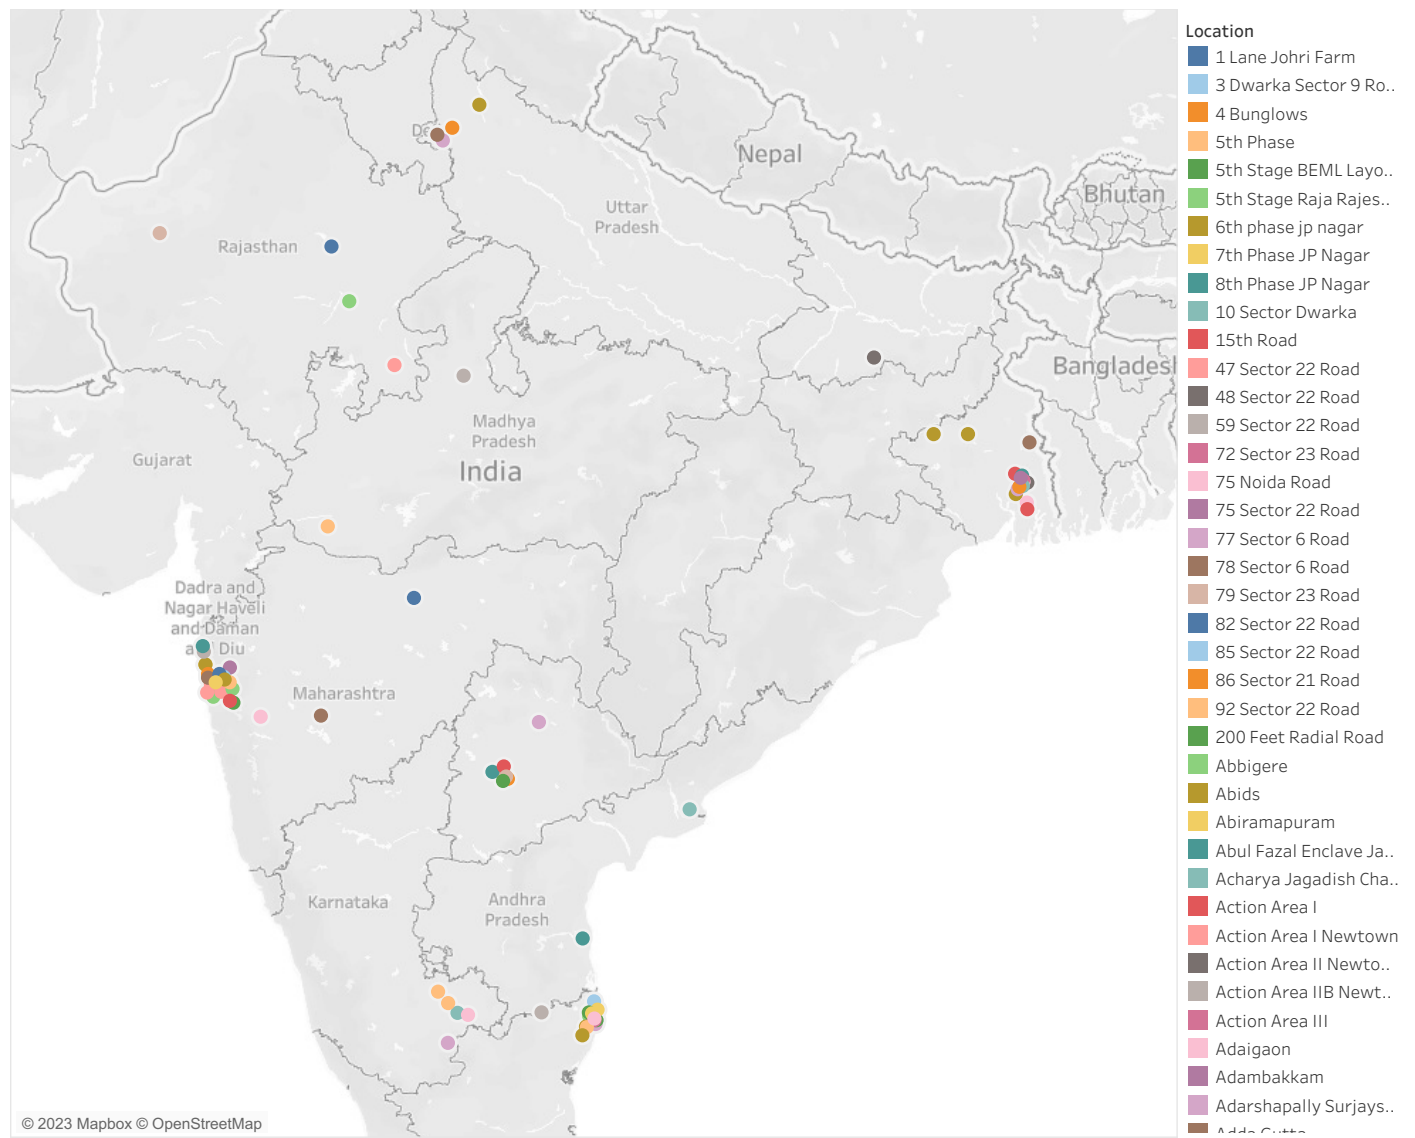 Nepal
Bhutan
De
Uttar
Pradesh
Rajasthan
Bangladesh
Madhya
Pradesh
India
Gujarat
Dadra and
Nagar Haveli
and Daman
and Diu
Maharashtra
Karnataka
Andhra
Pradesh
© 2023 Mapbox © OpenStreetMap
Location
1 Lane Johri Farm
3 Dwarka Sector 9 Ro..
4 Bunglows
5th Phase
5th Stage BEML Layo..
5th Stage Raja Rajes..
6th phase jp nagar
7th Phase JP Nagar
8th Phase JP Nagar
10 Sector Dwarka
15th Road
47 Sector 22 Road
48 Sector 22 Road
59 Sector 22 Road
72 Sector 23 Road
75 Noida Road
75 Sector 22 Road
77 Sector 6 Road
78 Sector 6 Road
79 Sector 23 Road
82 Sector 22 Road
85 Sector 22 Road
86 Sector 21 Road
92 Sector 22 Road
200 Feet Radial Road
Abbigere
Abids
Abiramapuram
Abul Fazal Enclave Ja..
Acharya Jagadish Cha..
Action Area I
Action Area I Newtown
Action Area II Newto..
Action Area IIB Newt..
Action Area III
Adaigaon
Adambakkam
Adarshapally Surjays..